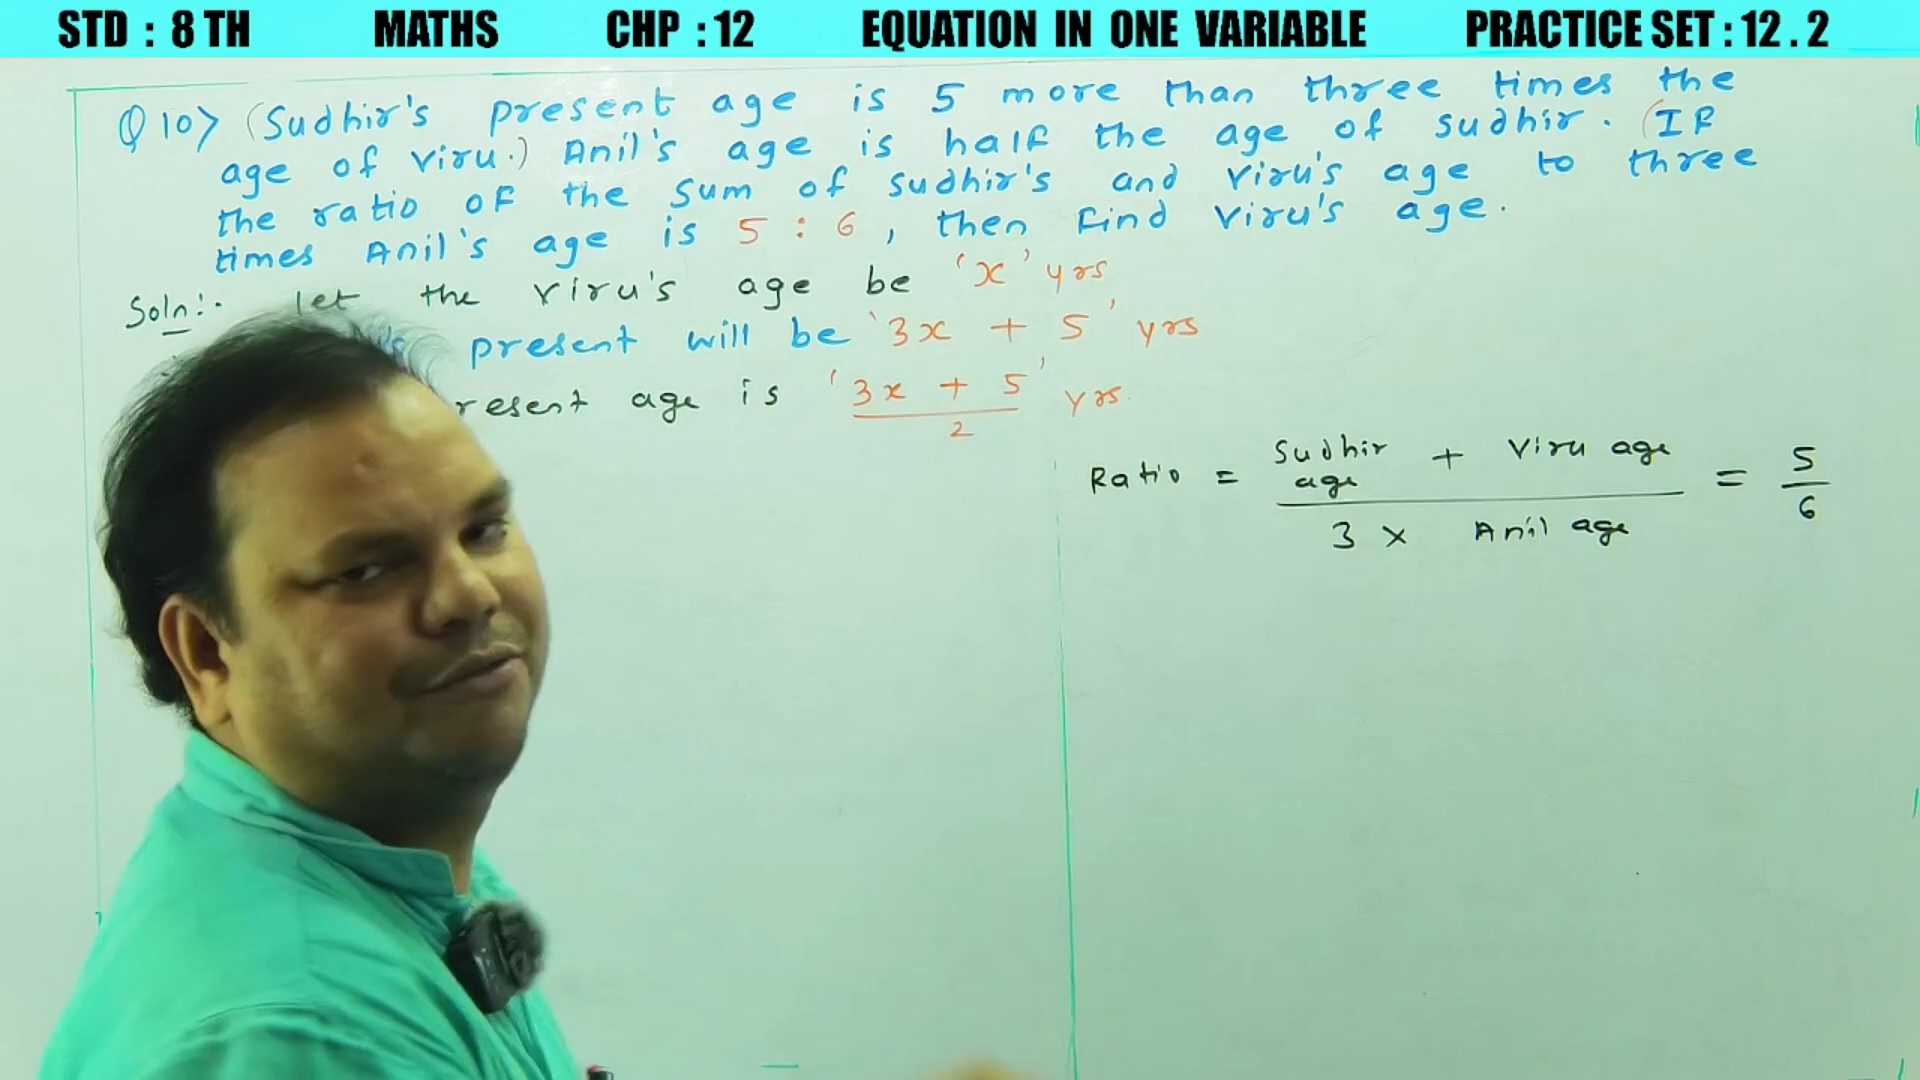 STD : 8 TH MATHS CHP : 12 EQUATION IN ONE VARIABLE PRACTICE SET : 12 . 2
Q 10> (Sudhir's present age is 5 more than three times the
age of viru.) Anil's age is half the age of sudhir. (IF
the ratio OF the sum of sudhir's and viru's age to three
times Anil's age is 5 : 6 , then Find viru's age.
Soln:- let the viru's age be 'x' yrs
present will be '3x + 5' yrs
resent age is '3x + 5' yrs
2
Ratio = Sudhir age + Viru age = 5
3 × Anil age 6